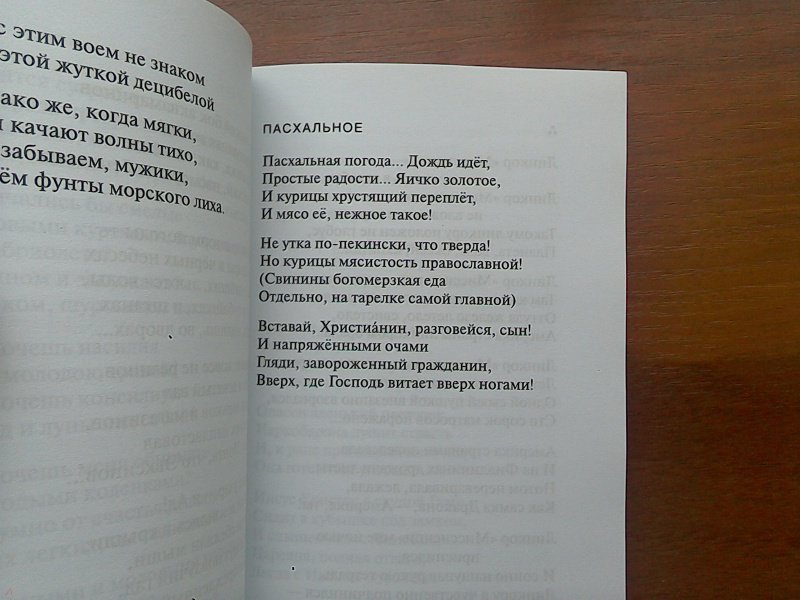 с этим воем не знаком
этой жуткой децибелой
ако же, когда мягки,
качают волны тихо,
забываем, мужики,
ём фунты морского лиха.
ПАСХАЛЬНОЕ
Пасхальная погода... Дождь идёт,
Простые радости... Яичко золотое,
И курицы хрустящий переплёт,
И мясо её, нежное такое!
Не утка по-пекински, что тверда!
Но курицы мясистость православной!
(Свинины богомерзкая еда
Отдельно, на тарелке самой главной)
Вставай, Христиа́нин, разговейся, сын!
И напряжёнными очами
Гляди, завороженный гражданин,
Вверх, где Господь витает вверх ногами!